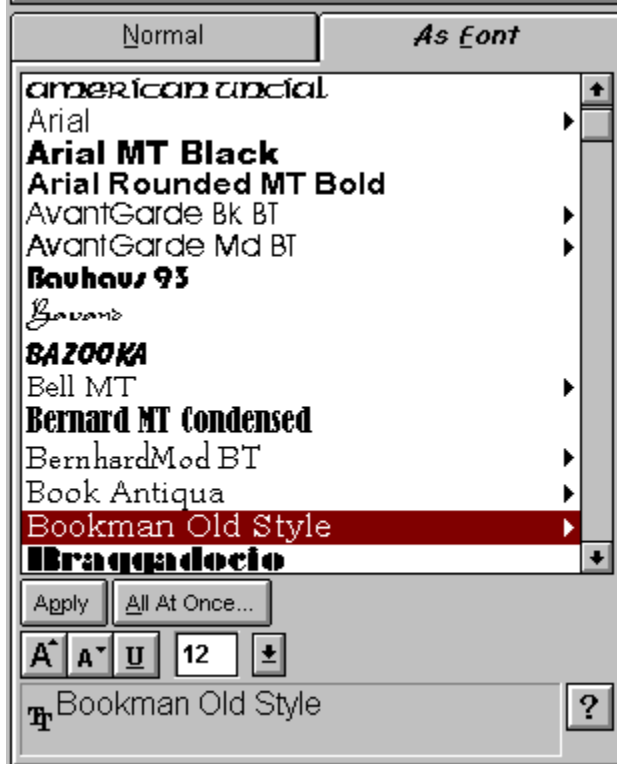 Normal
As Font
american uncial
Arial
Arial MT Black
Arial Rounded MT Bold
AvantGarde Bk BT
AvantGarde Md BT
Bauhaus 93
Bavand
BAZOOKA
Bell MT
Bernard MT Condensed
BernhardMod BT
Book Antiqua
Bookman Old Style
Braggadocio
Apply
All At Once...
A A U 12
Bookman Old Style
?